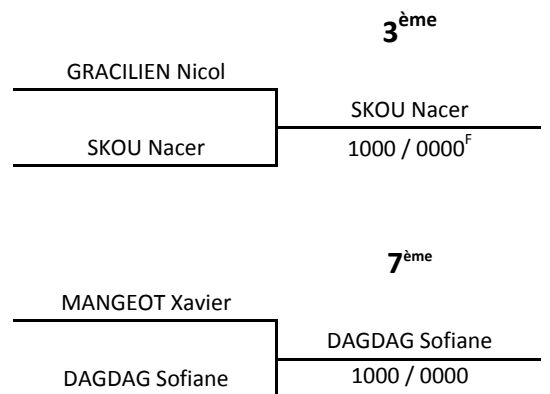 3ème
GRACILIEN Nicol
SKOU Nacer
SKOU Nacer
1000 / 0000F
7ème
MANGEOT Xavier
DAGDAG Sofiane
DAGDAG Sofiane
1000 / 0000